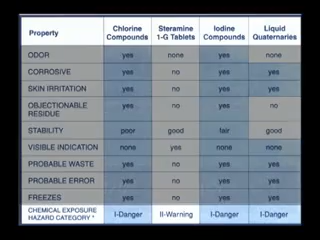 Property Chlorine Compounds Steramine 1-G Tablets Iodine Compounds Liquid Quaternaries
ODOR yes none yes none
CORROSIVE yes no yes yes
SKIN IRRITATION yes no yes yes
OBJECTIONABLE RESIDUE yes no yes no
STABILITY poor good fair good
VISIBLE INDICATION none yes none none
PROBABLE WASTE yes no yes yes
PROBABLE ERROR yes no yes yes
FREEZES yes no yes yes
CHEMICAL EXPOSURE HAZARD CATEGORY * I-Danger II-Warning I-Danger I-Danger